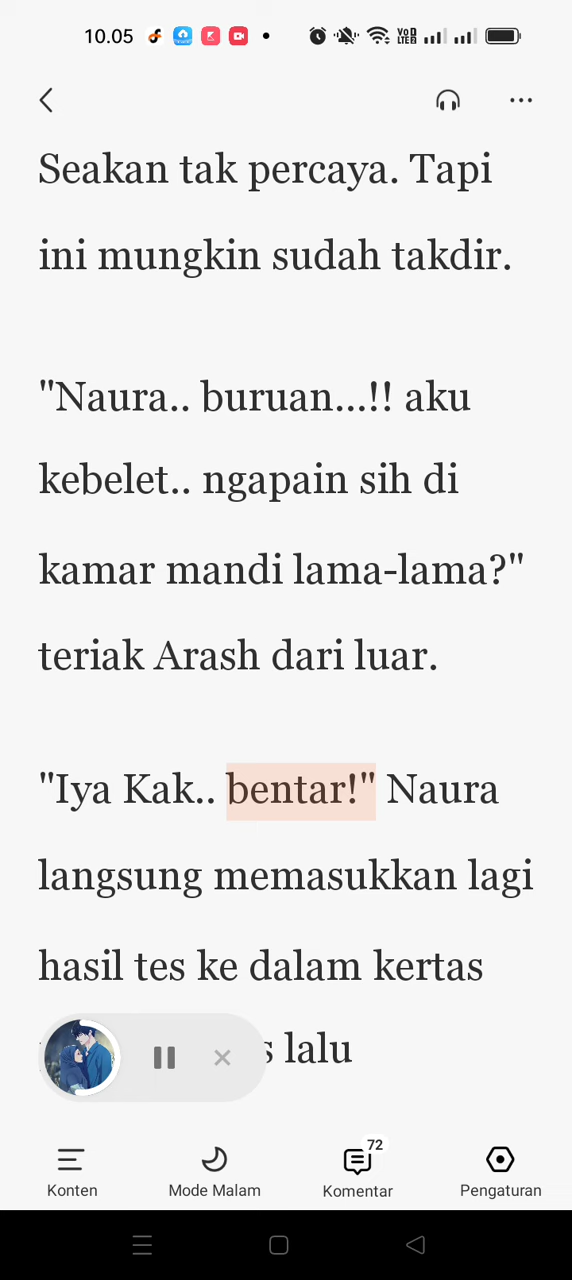 10.05
VoD
LTE2
Seakan tak percaya. Tapi
ini mungkin sudah takdir.
"Naura.. buruan...!! aku
kebelet.. ngapain sih di
kamar mandi lama-lama?"
teriak Arash dari luar.
"Iya Kak.. bentar!" Naura
langsung memasukkan lagi
hasil tes ke dalam kertas
lalu
72
Konten
Mode Malam
Komentar
Pengaturan